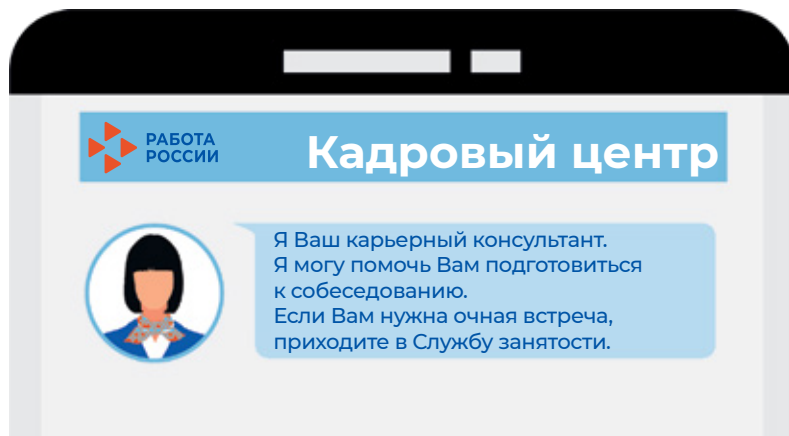 РАБОТА
РОССИИ
Кадровый центр
Я Ваш карьерный консультант.
Я могу помочь Вам подготовиться
к собеседованию.
Если Вам нужна очная встреча,
приходите в Службу занятости.